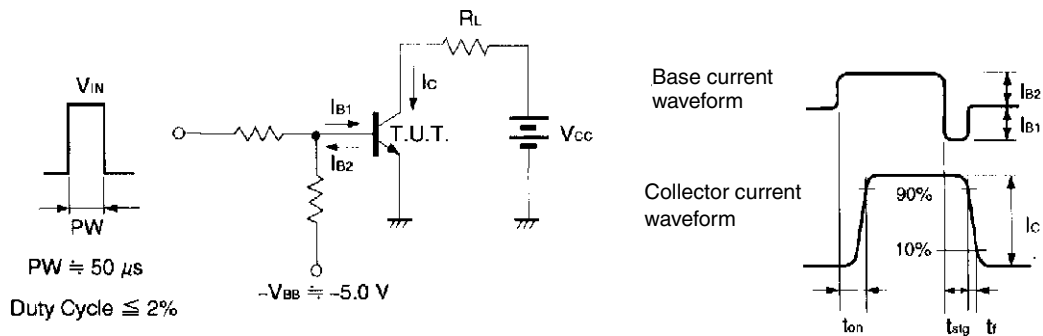 VIN
PW
PW ≒ 50 μs
Duty Cycle ≦ 2%
IB1
IB2
−VBB ≒ −5.0 V
T.U.T.
IC
RL
VCC
Base current
waveform
IB2
IB1
Collector current
waveform
90%
10%
IC
ton
tstg
tf